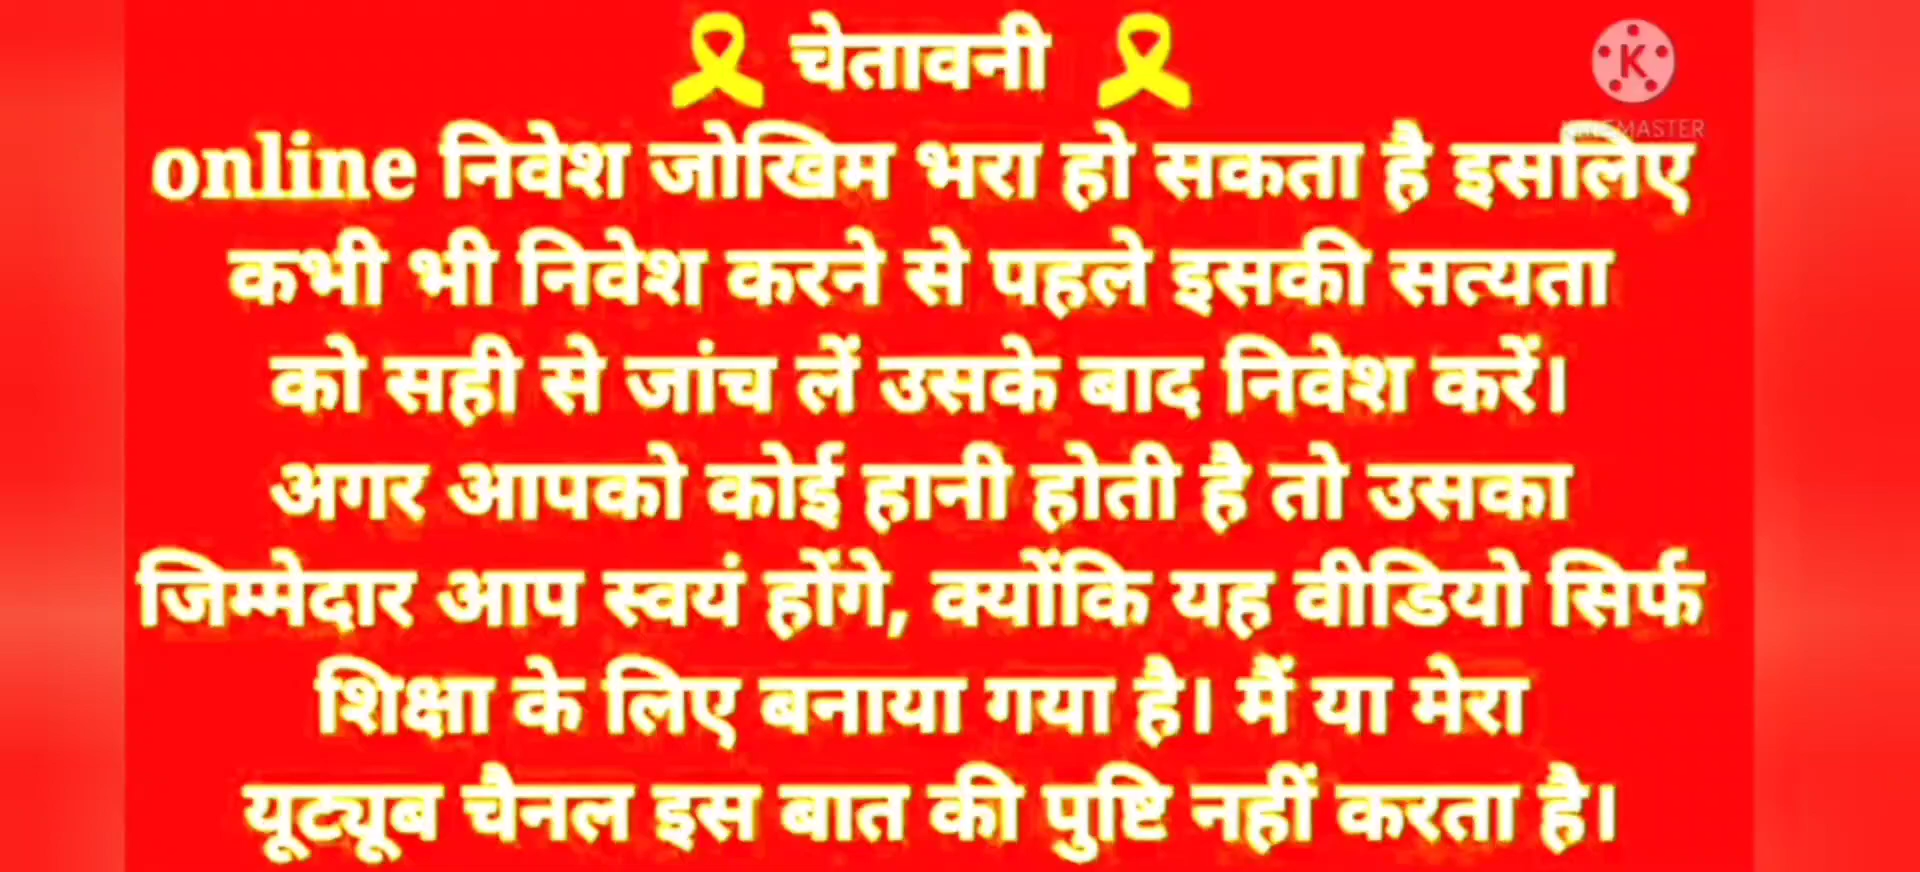 चेतावनी
KINEMASTER
online निवेश जोखिम भरा हो सकता है इसलिए
कभी भी निवेश करने से पहले इसकी सत्यता
को सही से जांच लें उसके बाद निवेश करें।
अगर आपको कोई हानी होती है तो उसका
जिम्मेदार आप स्वयं होंगे, क्योंकि यह वीडियो सिर्फ
शिक्षा के लिए बनाया गया है। मैं या मेरा
यूट्यूब चैनल इस बात की पुष्टि नहीं करता है।